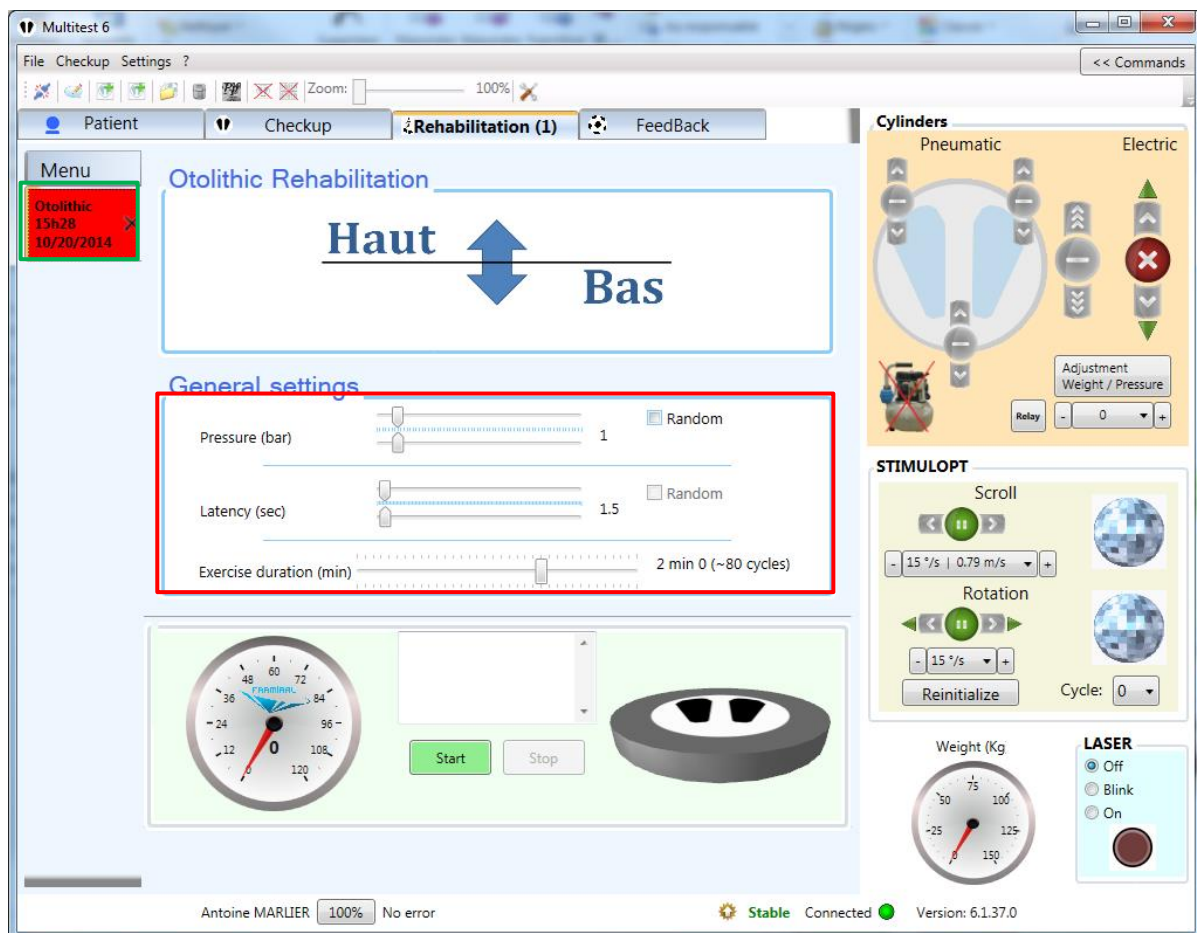 Multitest 6
File Checkup Settings ?
<< Commands
Zoom: 100%
Patient Checkup Rehabilitation (1) FeedBack
Menu
Otolithic
15h28
10/20/2014
Otolithic Rehabilitation
Haut
Bas
General settings
Pressure (bar) 1 Random
Latency (sec) 1.5 Random
Exercise duration (min) 2 min 0 (~80 cycles)
0 12 24 36 48 60 72 84 96 108 120
FRAMIRAL
0
Start Stop
Cylinders
Pneumatic Electric
Adjustment
Weight / Pressure
Relay - 0 +
STIMULOPT
Scroll
- 15 °/s | 0.79 m/s +
Rotation
- 15 °/s +
Reinitialize Cycle: 0
Weight (Kg
0 25 50 75 100 125 150
LASER
Off
Blink
On
Antoine MARLIER 100% No error Stable Connected Version: 6.1.37.0